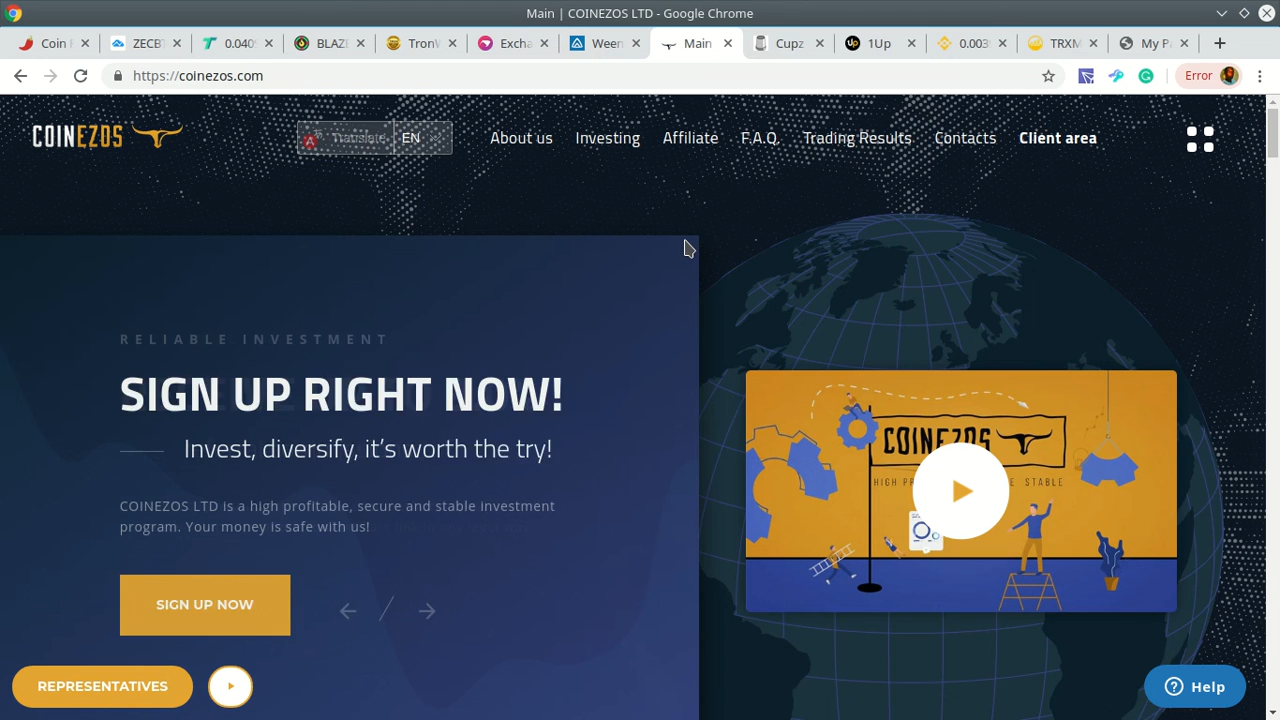 Main | COINEZOS LTD - Google Chrome
Coin
ZECB
0.040
BLAZ
TronW
Excha
Ween
Main
Cupz
1Up
0.003
TRXM
My P
https://coinezos.com
Error
COINEZOS
Translate EN
About us
Investing
Affiliate
F.A.Q.
Trading Results
Contacts
Client area
RELIABLE INVESTMENT
SIGN UP RIGHT NOW!
Invest, diversify, it's worth the try!
COINEZOS LTD is a high profitable, secure and stable investment
program. Your money is safe with us!
SIGN UP NOW
COINEZOS
HIGH P
E STABLE
REPRESENTATIVES
Help